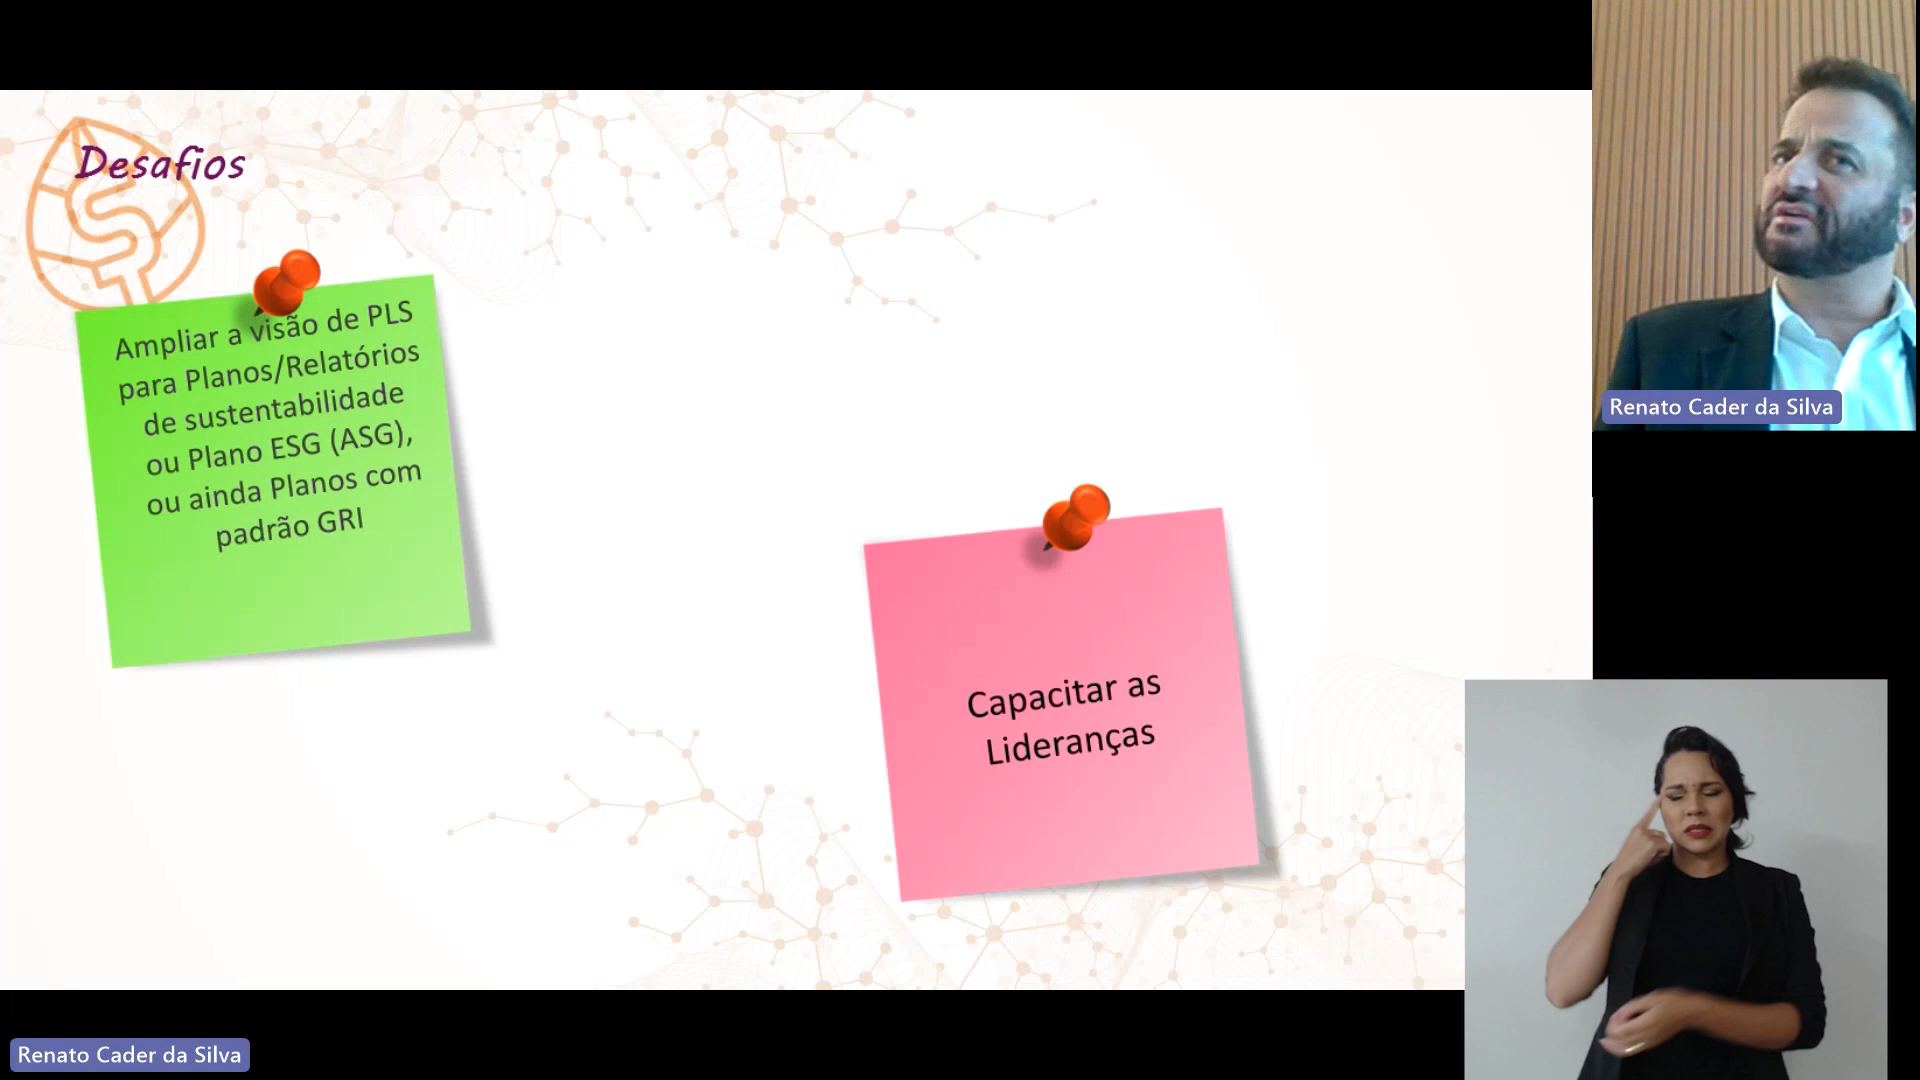 Desafios
Ampliar a visão de PLS
para Planos/Relatórios
de sustentabilidade
ou Plano ESG (ASG),
ou ainda Planos com
padrão GRI
Capacitar as
Lideranças
Renato Cader da Silva
Renato Cader da Silva